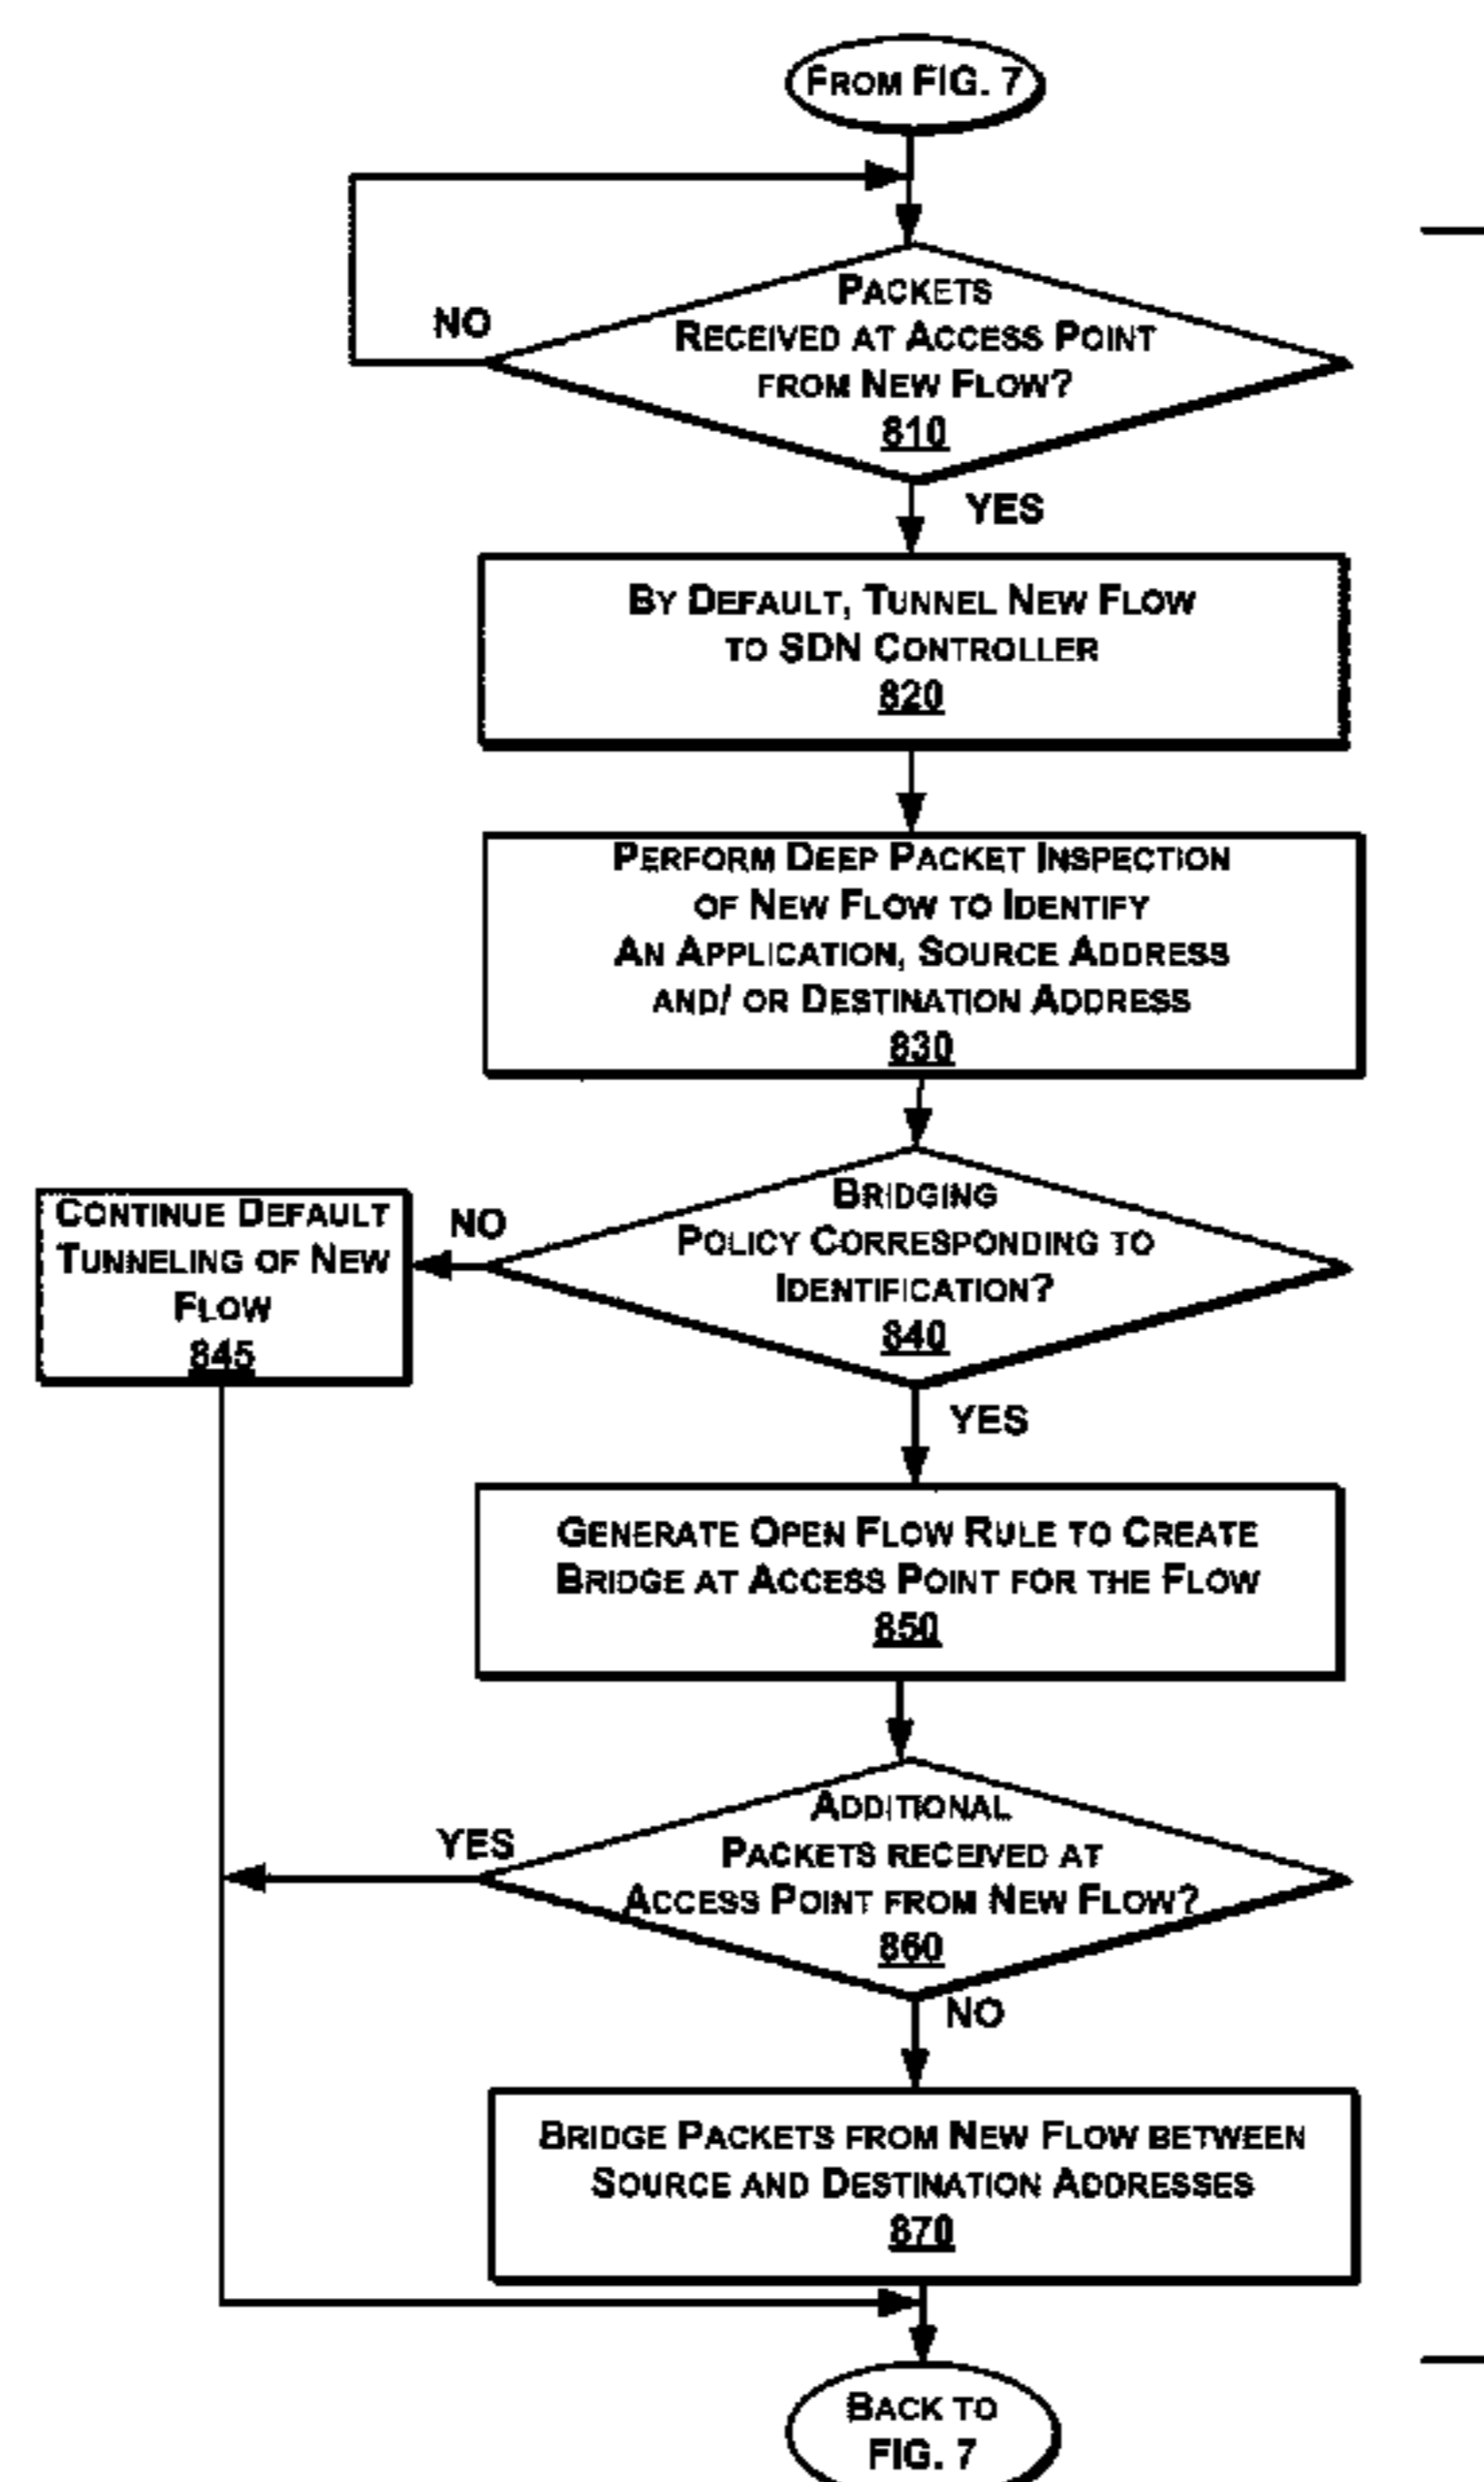 FROM FIG. 7
PACKETS
NO
RECEIVED AT ACCESS POINT
FROM NEW FLOW?
810
YES
BY DEFAULT, TUNNEL NEW FLOW
TO SDN CONTROLLER
820
PERFORM DEEP PACKET INSPECTION
OF NEW FLOW TO IDENTIFY
AN APPLICATION, SOURCE ADDRESS
AND/ OR DESTINATION ADDRESS
830
BRIDGING
POLICY CORRESPONDING TO
IDENTIFICATION?
840
NO
CONTINUE DEFAULT
TUNNELING OF NEW
FLOW
845
YES
GENERATE OPEN FLOW RULE TO CREATE
BRIDGE AT ACCESS POINT FOR THE FLOW
850
ADDITIONAL
PACKETS RECEIVED AT
ACCESS POINT FROM NEW FLOW?
860
YES
NO
BRIDGE PACKETS FROM NEW FLOW BETWEEN
SOURCE AND DESTINATION ADDRESSES
870
BACK TO
FIG. 7